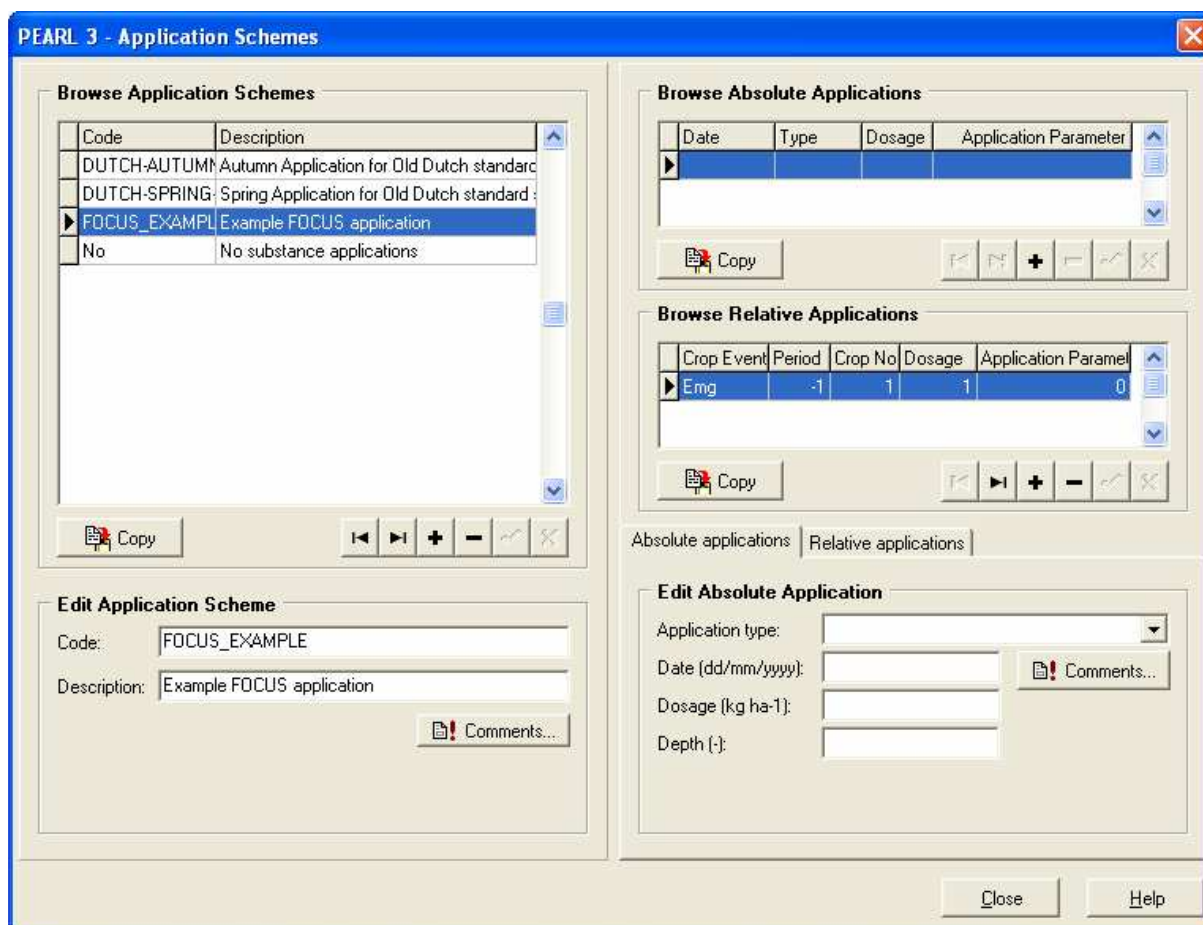 PEARL 3 - Application Schemes
Browse Application Schemes
Code Description
DUTCH-AUTUMN Autumn Application for Old Dutch standard
DUTCH-SPRING- Spring Application for Old Dutch standard
FOCUS_EXAMPL Example FOCUS application
No No substance applications
Copy
Edit Application Scheme
Code: FOCUS_EXAMPLE
Description: Example FOCUS application
Comments...
Browse Absolute Applications
Date Type Dosage Application Parameter
Copy
Browse Relative Applications
Crop Event Period Crop No Dosage Application Paramet
Emg -1 1 1 0
Copy
Absolute applications Relative applications
Edit Absolute Application
Application type:
Date (dd/mm/yyyy):
Comments...
Dosage (kg ha-1):
Depth (-):
Close Help